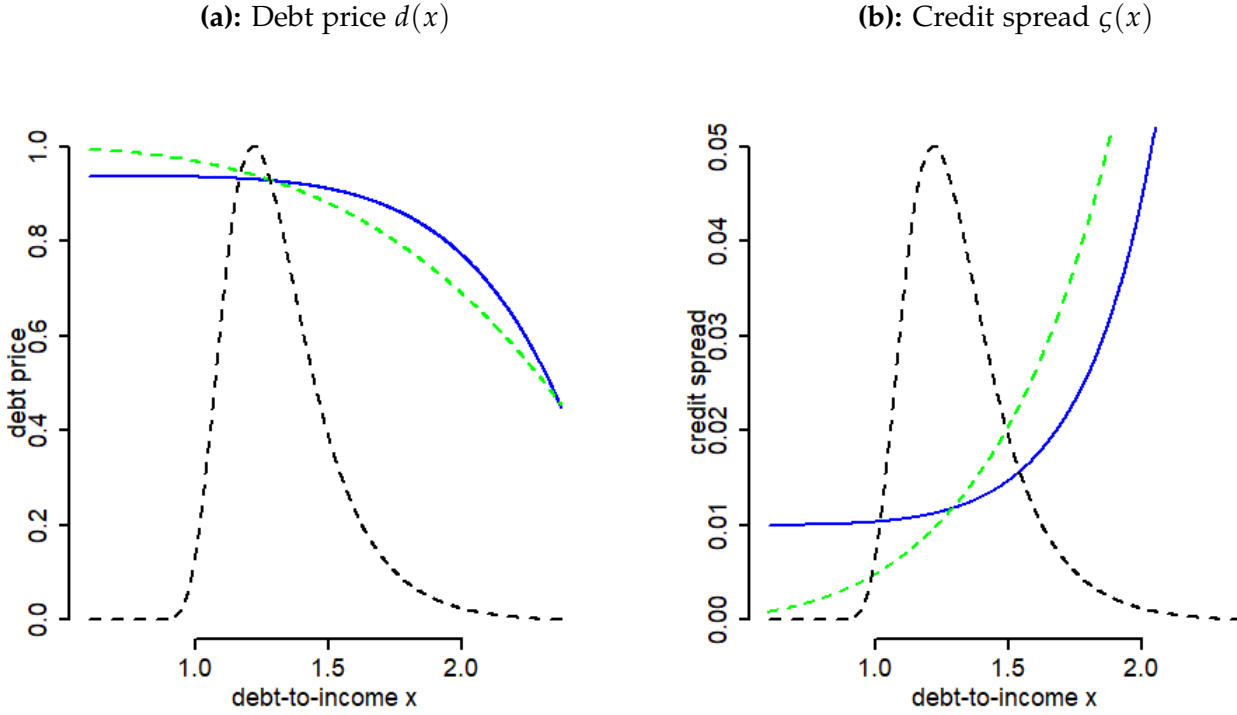 (a): Debt price d(x)
debt price
0.0 0.2 0.4 0.6 0.8 1.0
1.0 1.5 2.0
debt-to-income x
(b): Credit spread ς(x)
credit spread
0.00 0.01 0.02 0.03 0.04 0.05
1.0 1.5 2.0
debt-to-income x